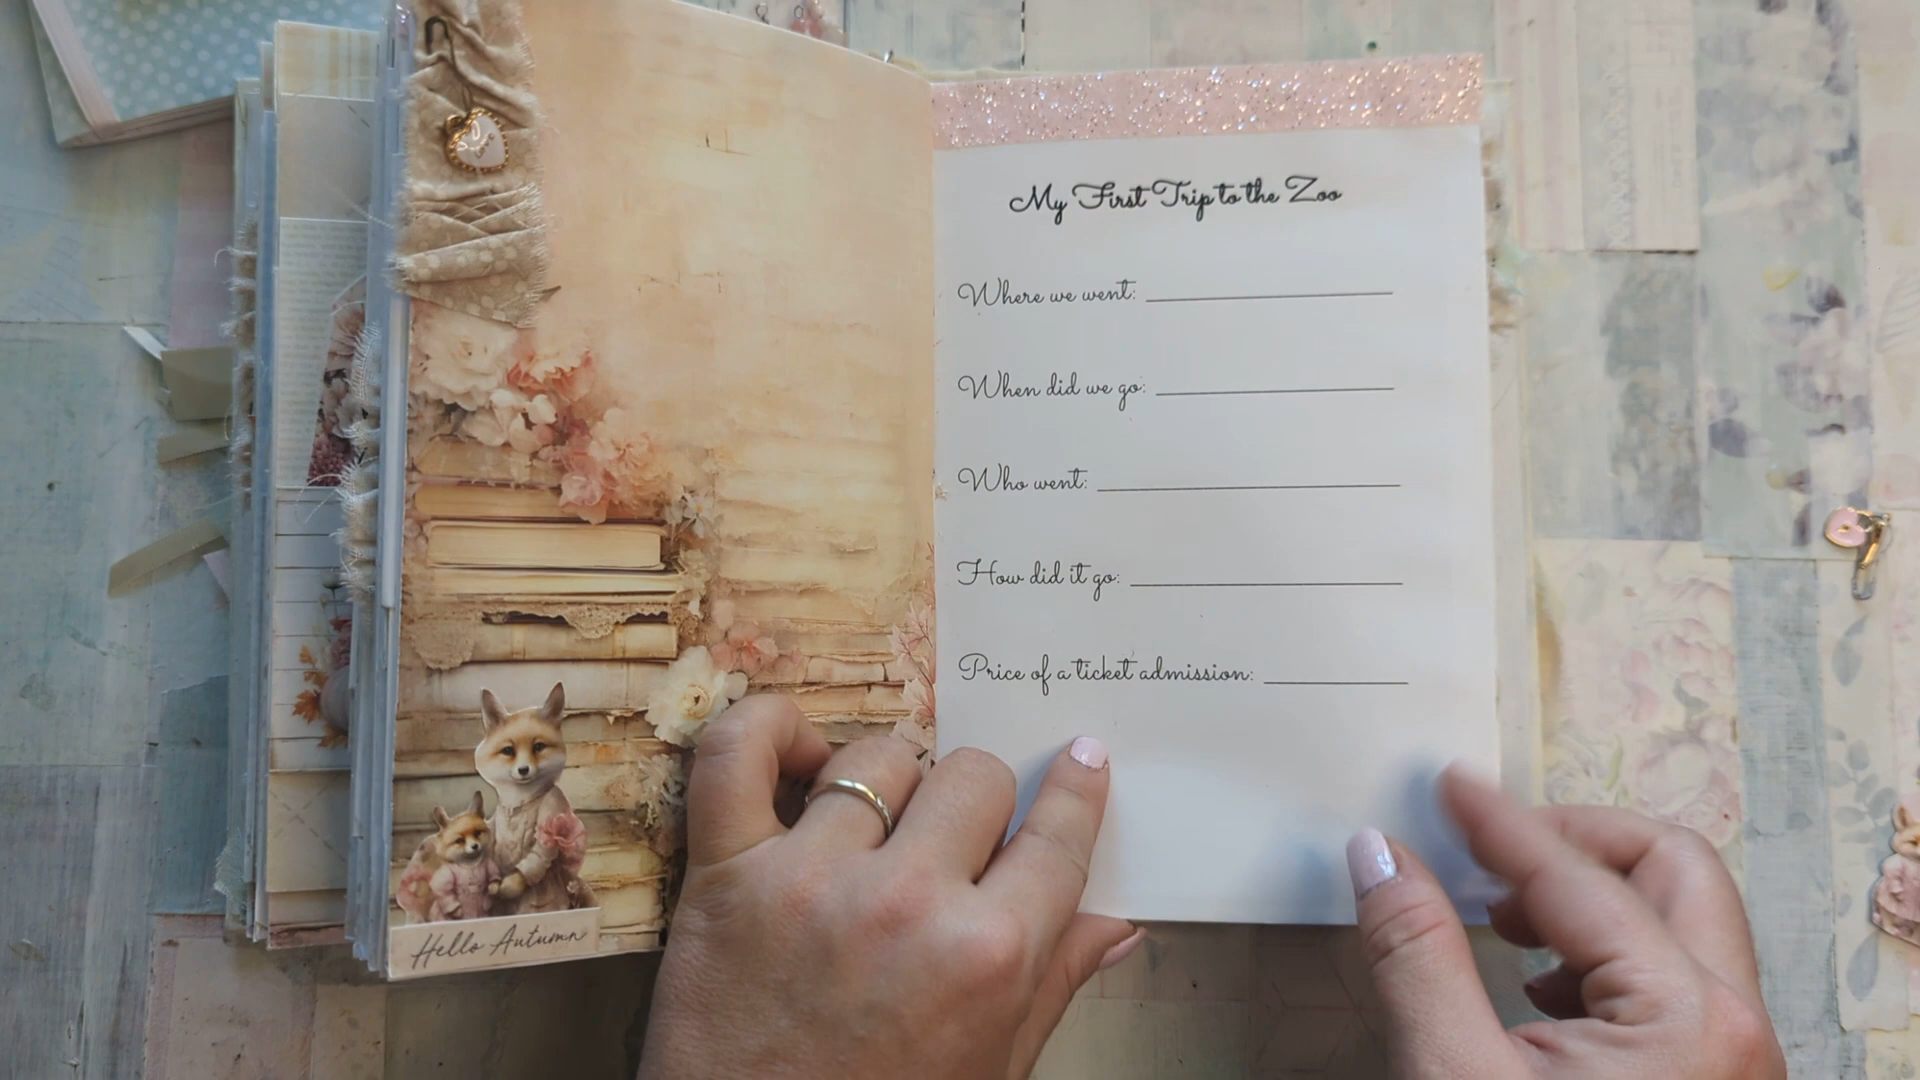 Love
Hello Autumn
My First Trip to the Zoo
Where we went:
When did we go:
Who went:
How did it go:
Price of a ticket admission: